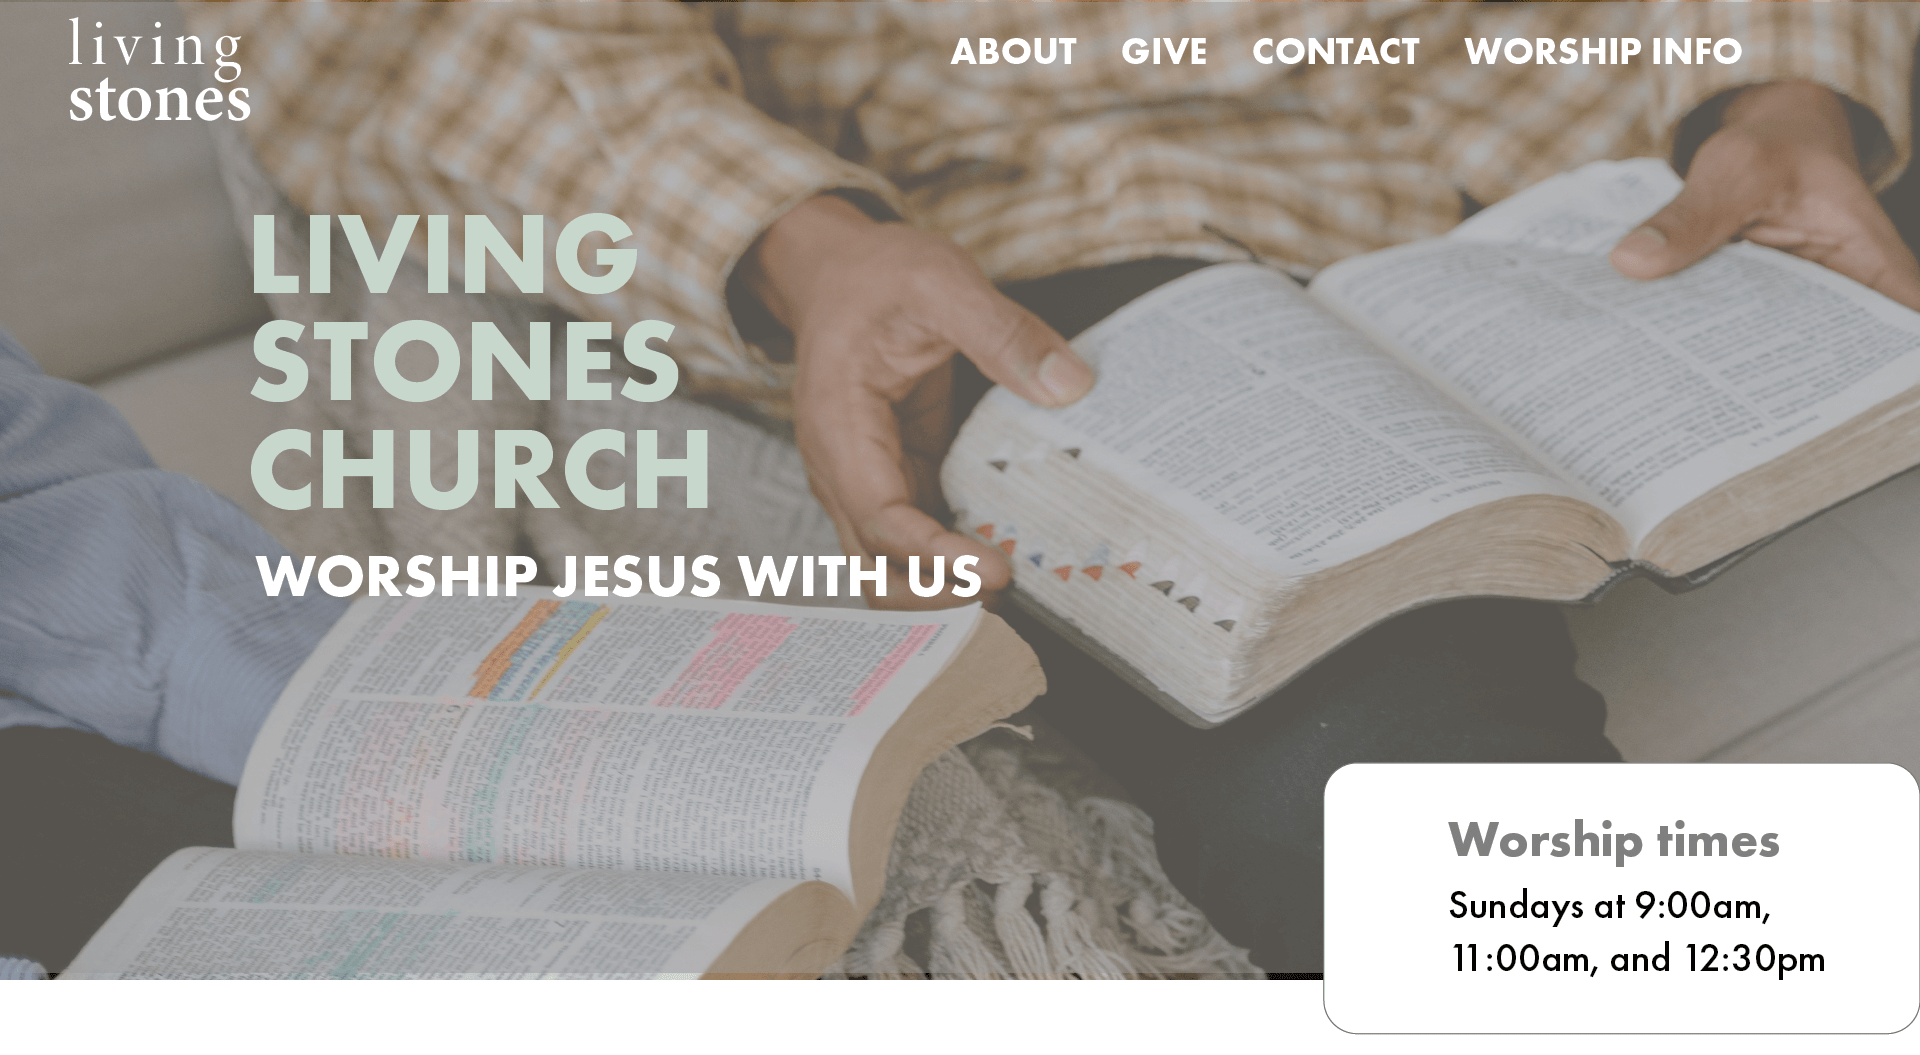 living
stones
ABOUT GIVE CONTACT WORSHIP INFO
LIVING
STONES
CHURCH
WORSHIP JESUS WITH US
Worship times
Sundays at 9:00am,
11:00am, and 12:30pm